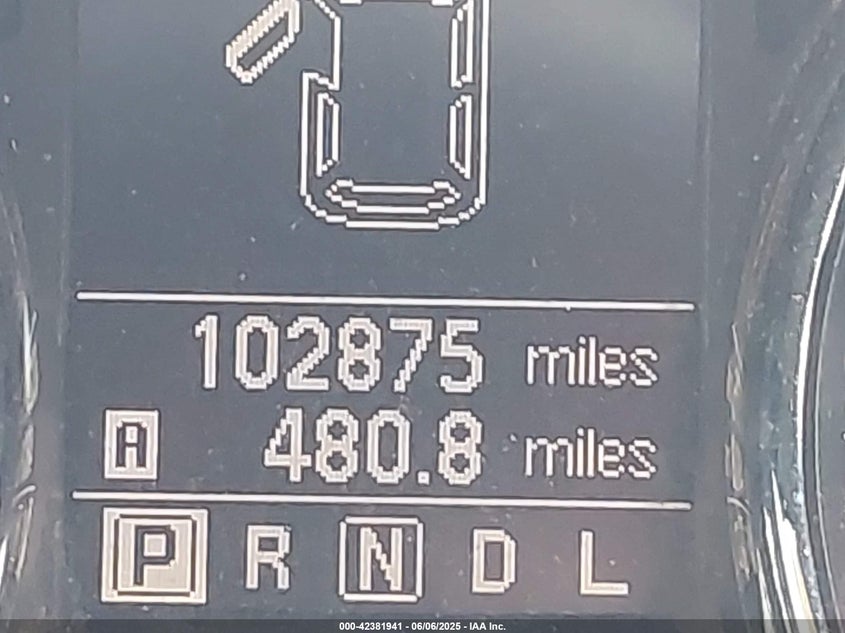 102875 miles
A 480.8 miles
P R N D L
000-42381941 - 06/06/2025 - IAA Inc.